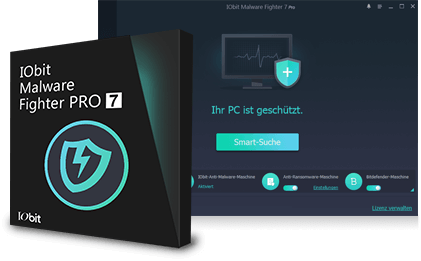 IObit
Malware
Fighter PRO 7
IObit
IObit Malware Fighter 7 Pro
Ihr PC ist geschützt.
Smart-Suche
IObit-Anti-Malware-Maschine
Aktiviert
Anti-Ransomware-Maschine
Einstellungen
B
Bitdefender-Maschine
Lizenz verwalten